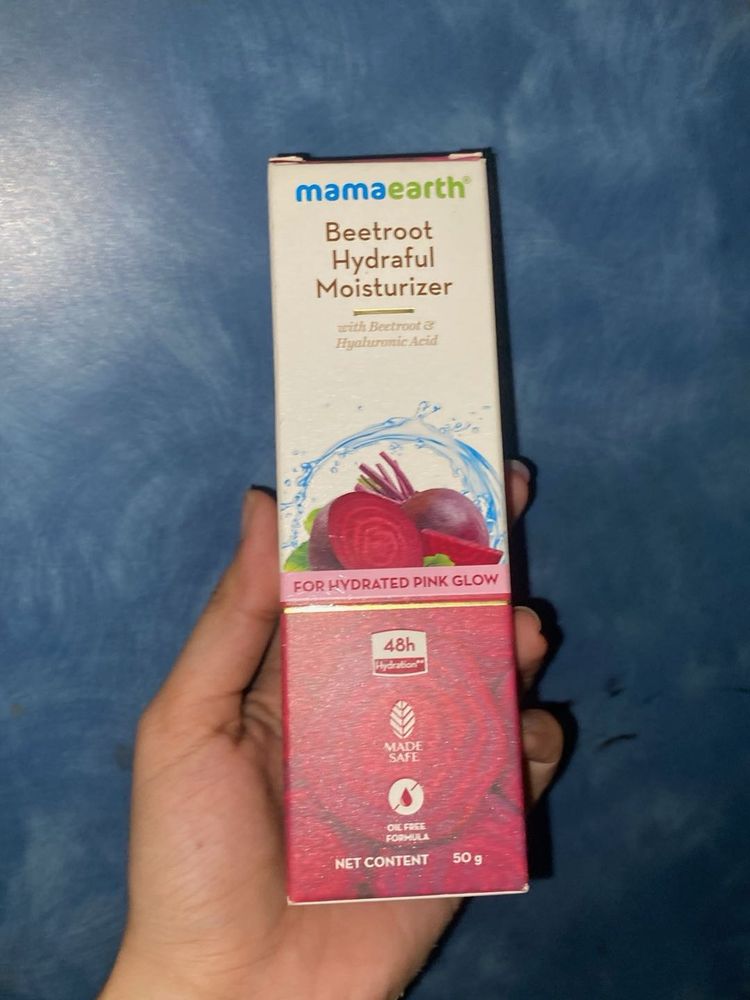 mamaearth®
Beetroot
Hydraful
Moisturizer
with Beetroot &
Hyaluronic Acid
FOR HYDRATED PINK GLOW
48h
Hydration**
MADE
SAFE
OIL FREE
FORMULA
NET CONTENT 50 g